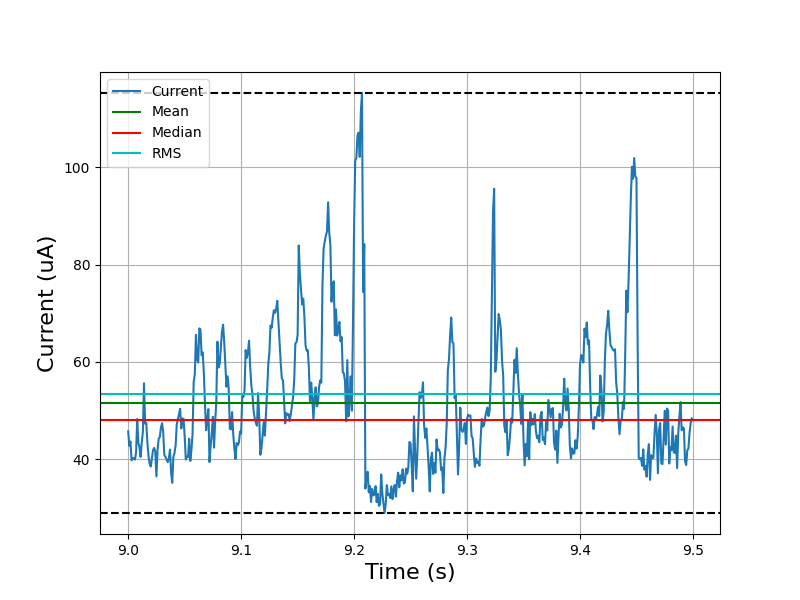 Current
Mean
Median
RMS
100
80
60
40
Current (uA)
9.0 9.1 9.2 9.3 9.4 9.5
Time (s)